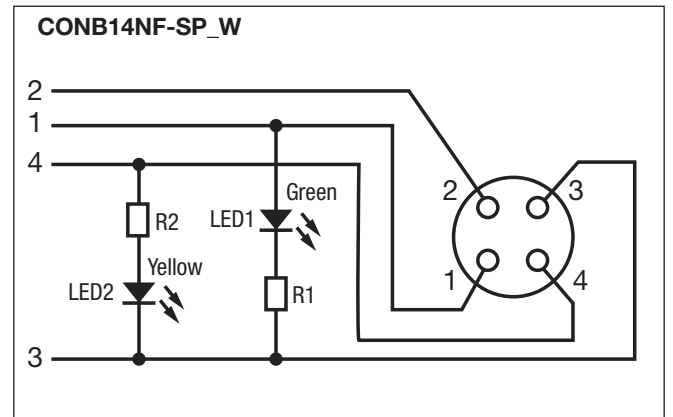 CONB14NF-SP_W
2
1
4
Green
2
3
R2
LED1
Yellow
1
4
LED2
R1
3